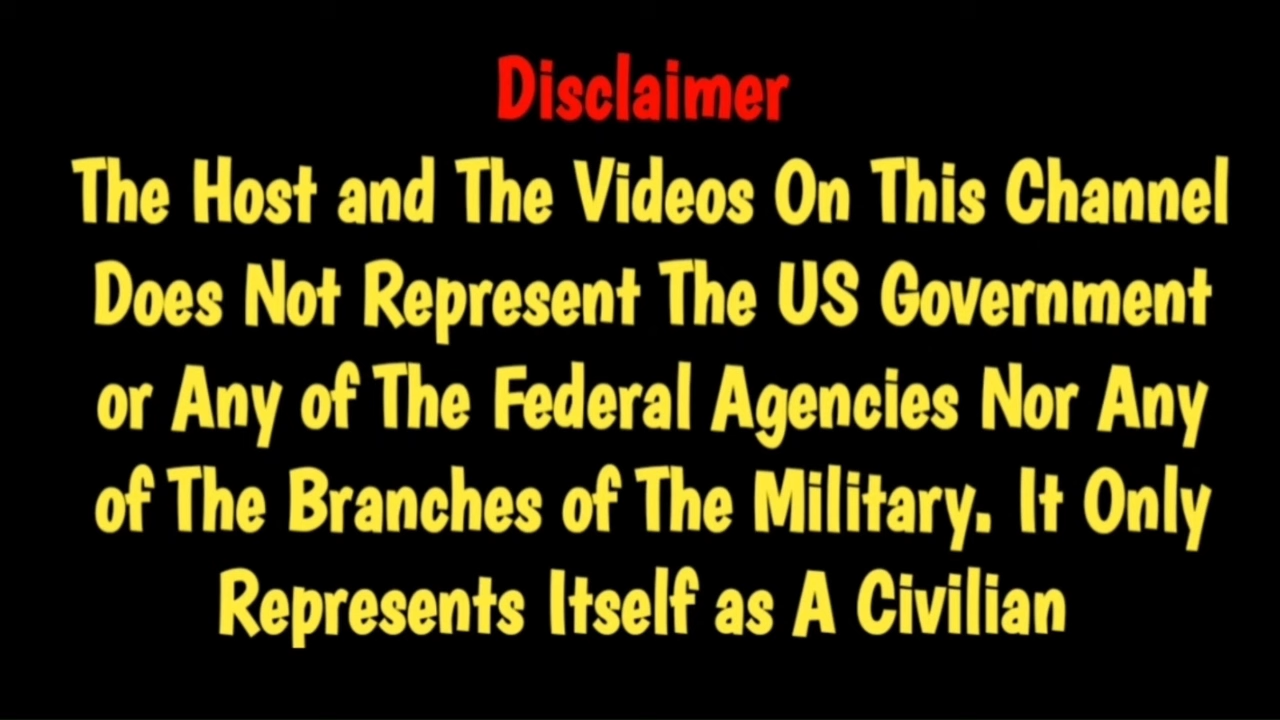 Disclaimer
The Host and The Videos On This Channel
Does Not Represent The US Government
or Any of The Federal Agencies Nor Any
of The Branches of The Military. It Only
Represents Itself as A Civilian